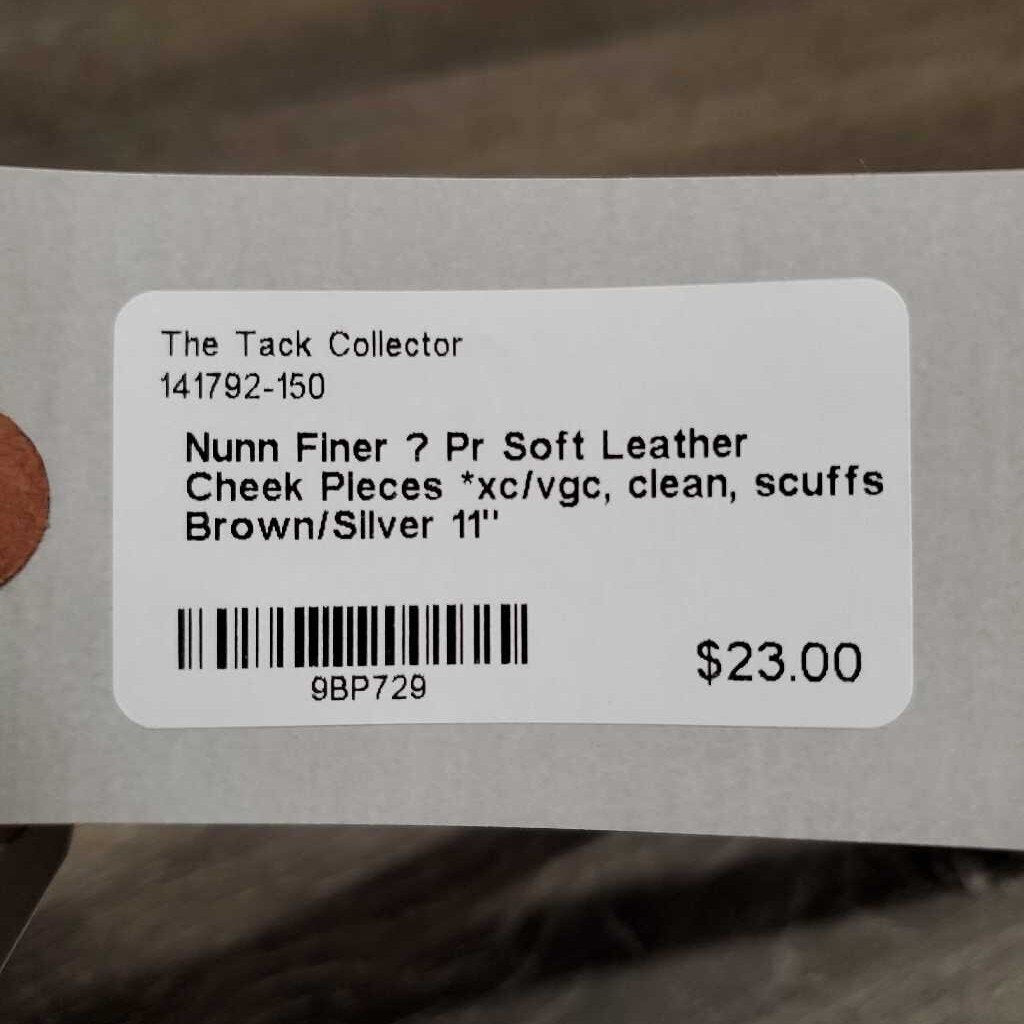 The Tack Collector
141792-150
Nunn Finer ? Pr Soft Leather
Cheek Pieces *xc/vgc, clean, scuffs
Brown/Silver 11"
9BP729
$23.00